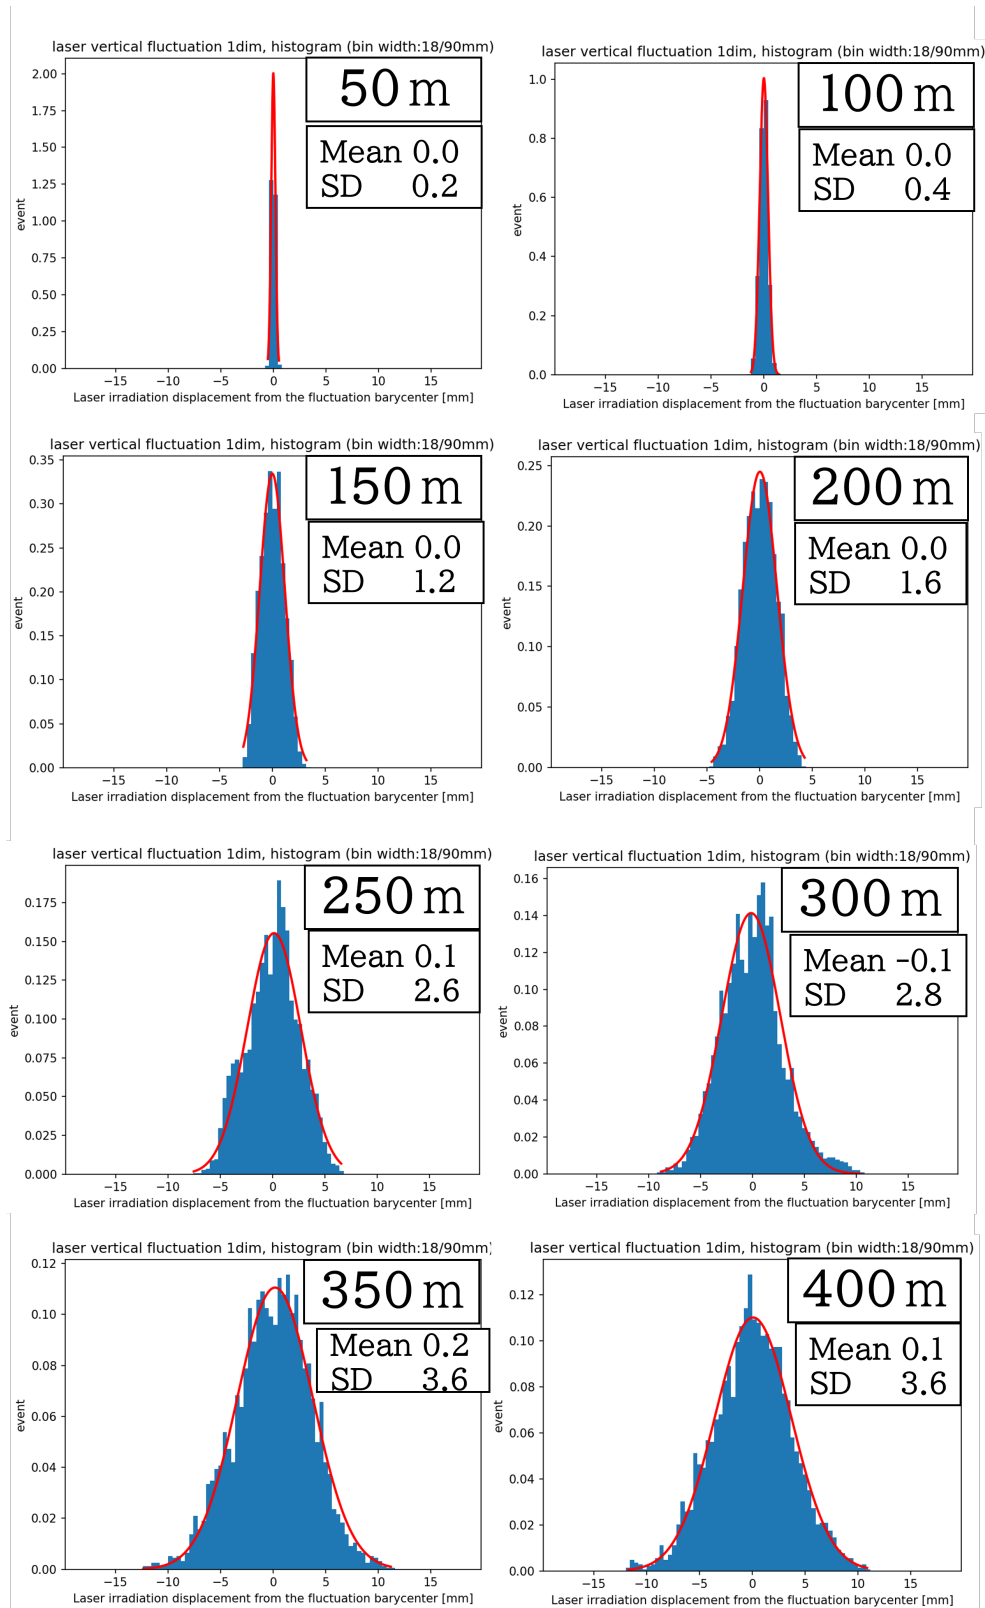 laser vertical fluctuation 1dim, histogram (bin width:18/90mm)
50 m
Mean 0.0
SD 0.2
event
2.00
1.75
1.50
1.25
1.00
0.75
0.50
0.25
0.00
−15 −10 −5 0 5 10 15
Laser irradiation displacement from the fluctuation barycenter [mm]
laser vertical fluctuation 1dim, histogram (bin width:18/90mm)
100 m
Mean 0.0
SD 0.4
event
1.0
0.8
0.6
0.4
0.2
0.0
−15 −10 −5 0 5 10 15
Laser irradiation displacement from the fluctuation barycenter [mm]
laser vertical fluctuation 1dim, histogram (bin width:18/90mm)
150 m
Mean 0.0
SD 1.2
event
0.35
0.30
0.25
0.20
0.15
0.10
0.05
0.00
−15 −10 −5 0 5 10 15
Laser irradiation displacement from the fluctuation barycenter [mm]
laser vertical fluctuation 1dim, histogram (bin width:18/90mm)
200 m
Mean 0.0
SD 1.6
event
0.25
0.20
0.15
0.10
0.05
0.00
−15 −10 −5 0 5 10 15
Laser irradiation displacement from the fluctuation barycenter [mm]
laser vertical fluctuation 1dim, histogram (bin width:18/90mm)
250 m
Mean 0.1
SD 2.6
event
0.175
0.150
0.125
0.100
0.075
0.050
0.025
0.000
−15 −10 −5 0 5 10 15
Laser irradiation displacement from the fluctuation barycenter [mm]
laser vertical fluctuation 1dim, histogram (bin width:18/90mm)
300 m
Mean -0.1
SD 2.8
event
0.16
0.14
0.12
0.10
0.08
0.06
0.04
0.02
0.00
−15 −10 −5 0 5 10 15
Laser irradiation displacement from the fluctuation barycenter [mm]
laser vertical fluctuation 1dim, histogram (bin width:18/90mm)
350 m
Mean 0.2
SD 3.6
event
0.12
0.10
0.08
0.06
0.04
0.02
0.00
−15 −10 −5 0 5 10 15
Laser irradiation displacement from the fluctuation barycenter [mm]
laser vertical fluctuation 1dim, histogram (bin width:18/90mm)
400 m
Mean 0.1
SD 3.6
event
0.12
0.10
0.08
0.06
0.04
0.02
0.00
−15 −10 −5 0 5 10 15
Laser irradiation displacement from the fluctuation barycenter [mm]